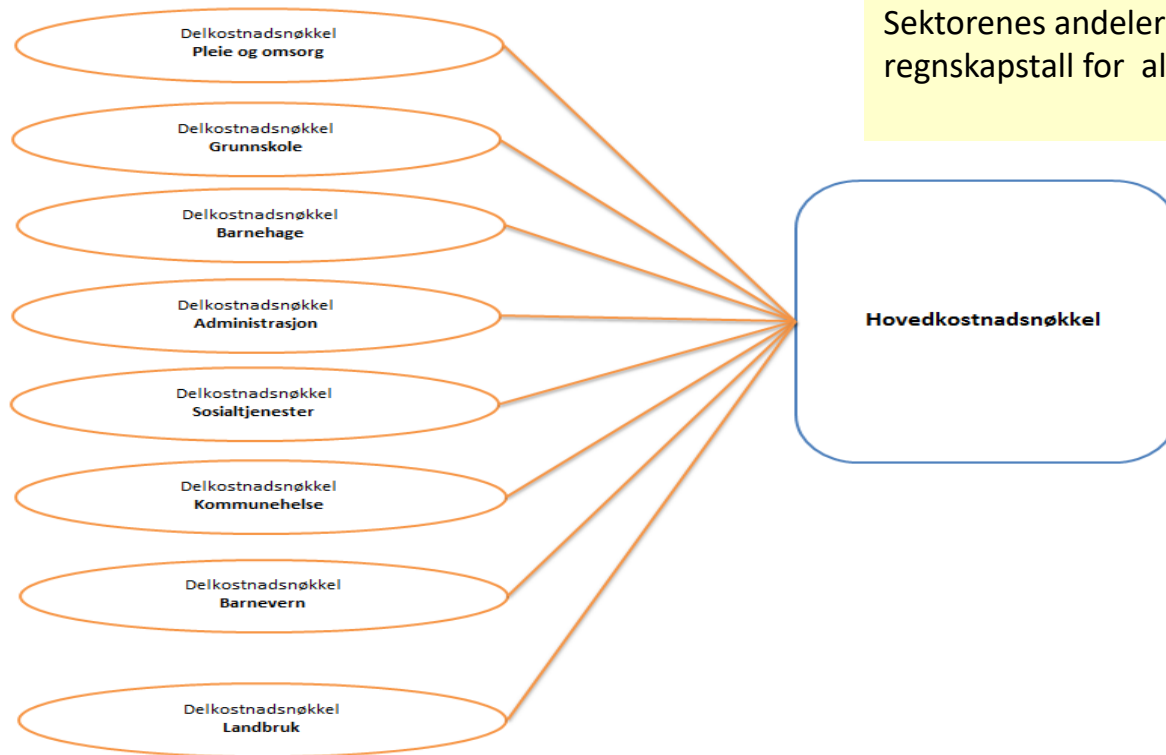 Sektorenes andeler
regnskapstall for al
Delkostnadsnøkkel
Pleie og omsorg
Delkostnadsnøkkel
Grunnskole
Delkostnadsnøkkel
Barnehage
Delkostnadsnøkkel
Administrasjon
Delkostnadsnøkkel
Sosialtjenester
Delkostnadsnøkkel
Kommunehelse
Delkostnadsnøkkel
Barnevern
Delkostnadsnøkkel
Landbruk
Hovedkostnadsnøkkel